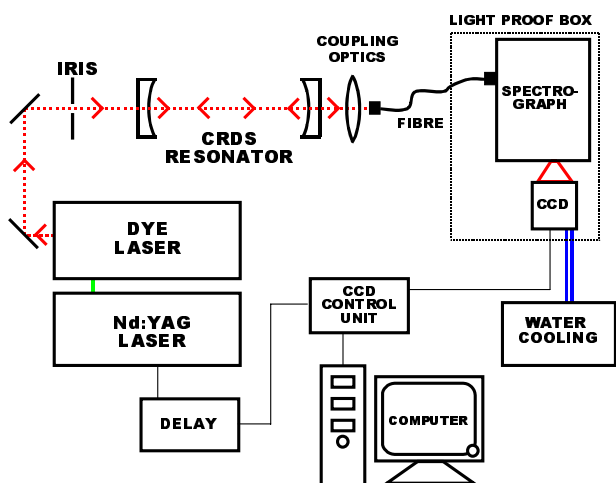 LIGHT PROOF BOX
COUPLING
OPTICS
IRIS
SPECTRO-
GRAPH
FIBRE
CRDS
RESONATOR
CCD
DYE
LASER
CCD
CONTROL
UNIT
Nd:YAG
LASER
WATER
COOLING
DELAY
COMPUTER